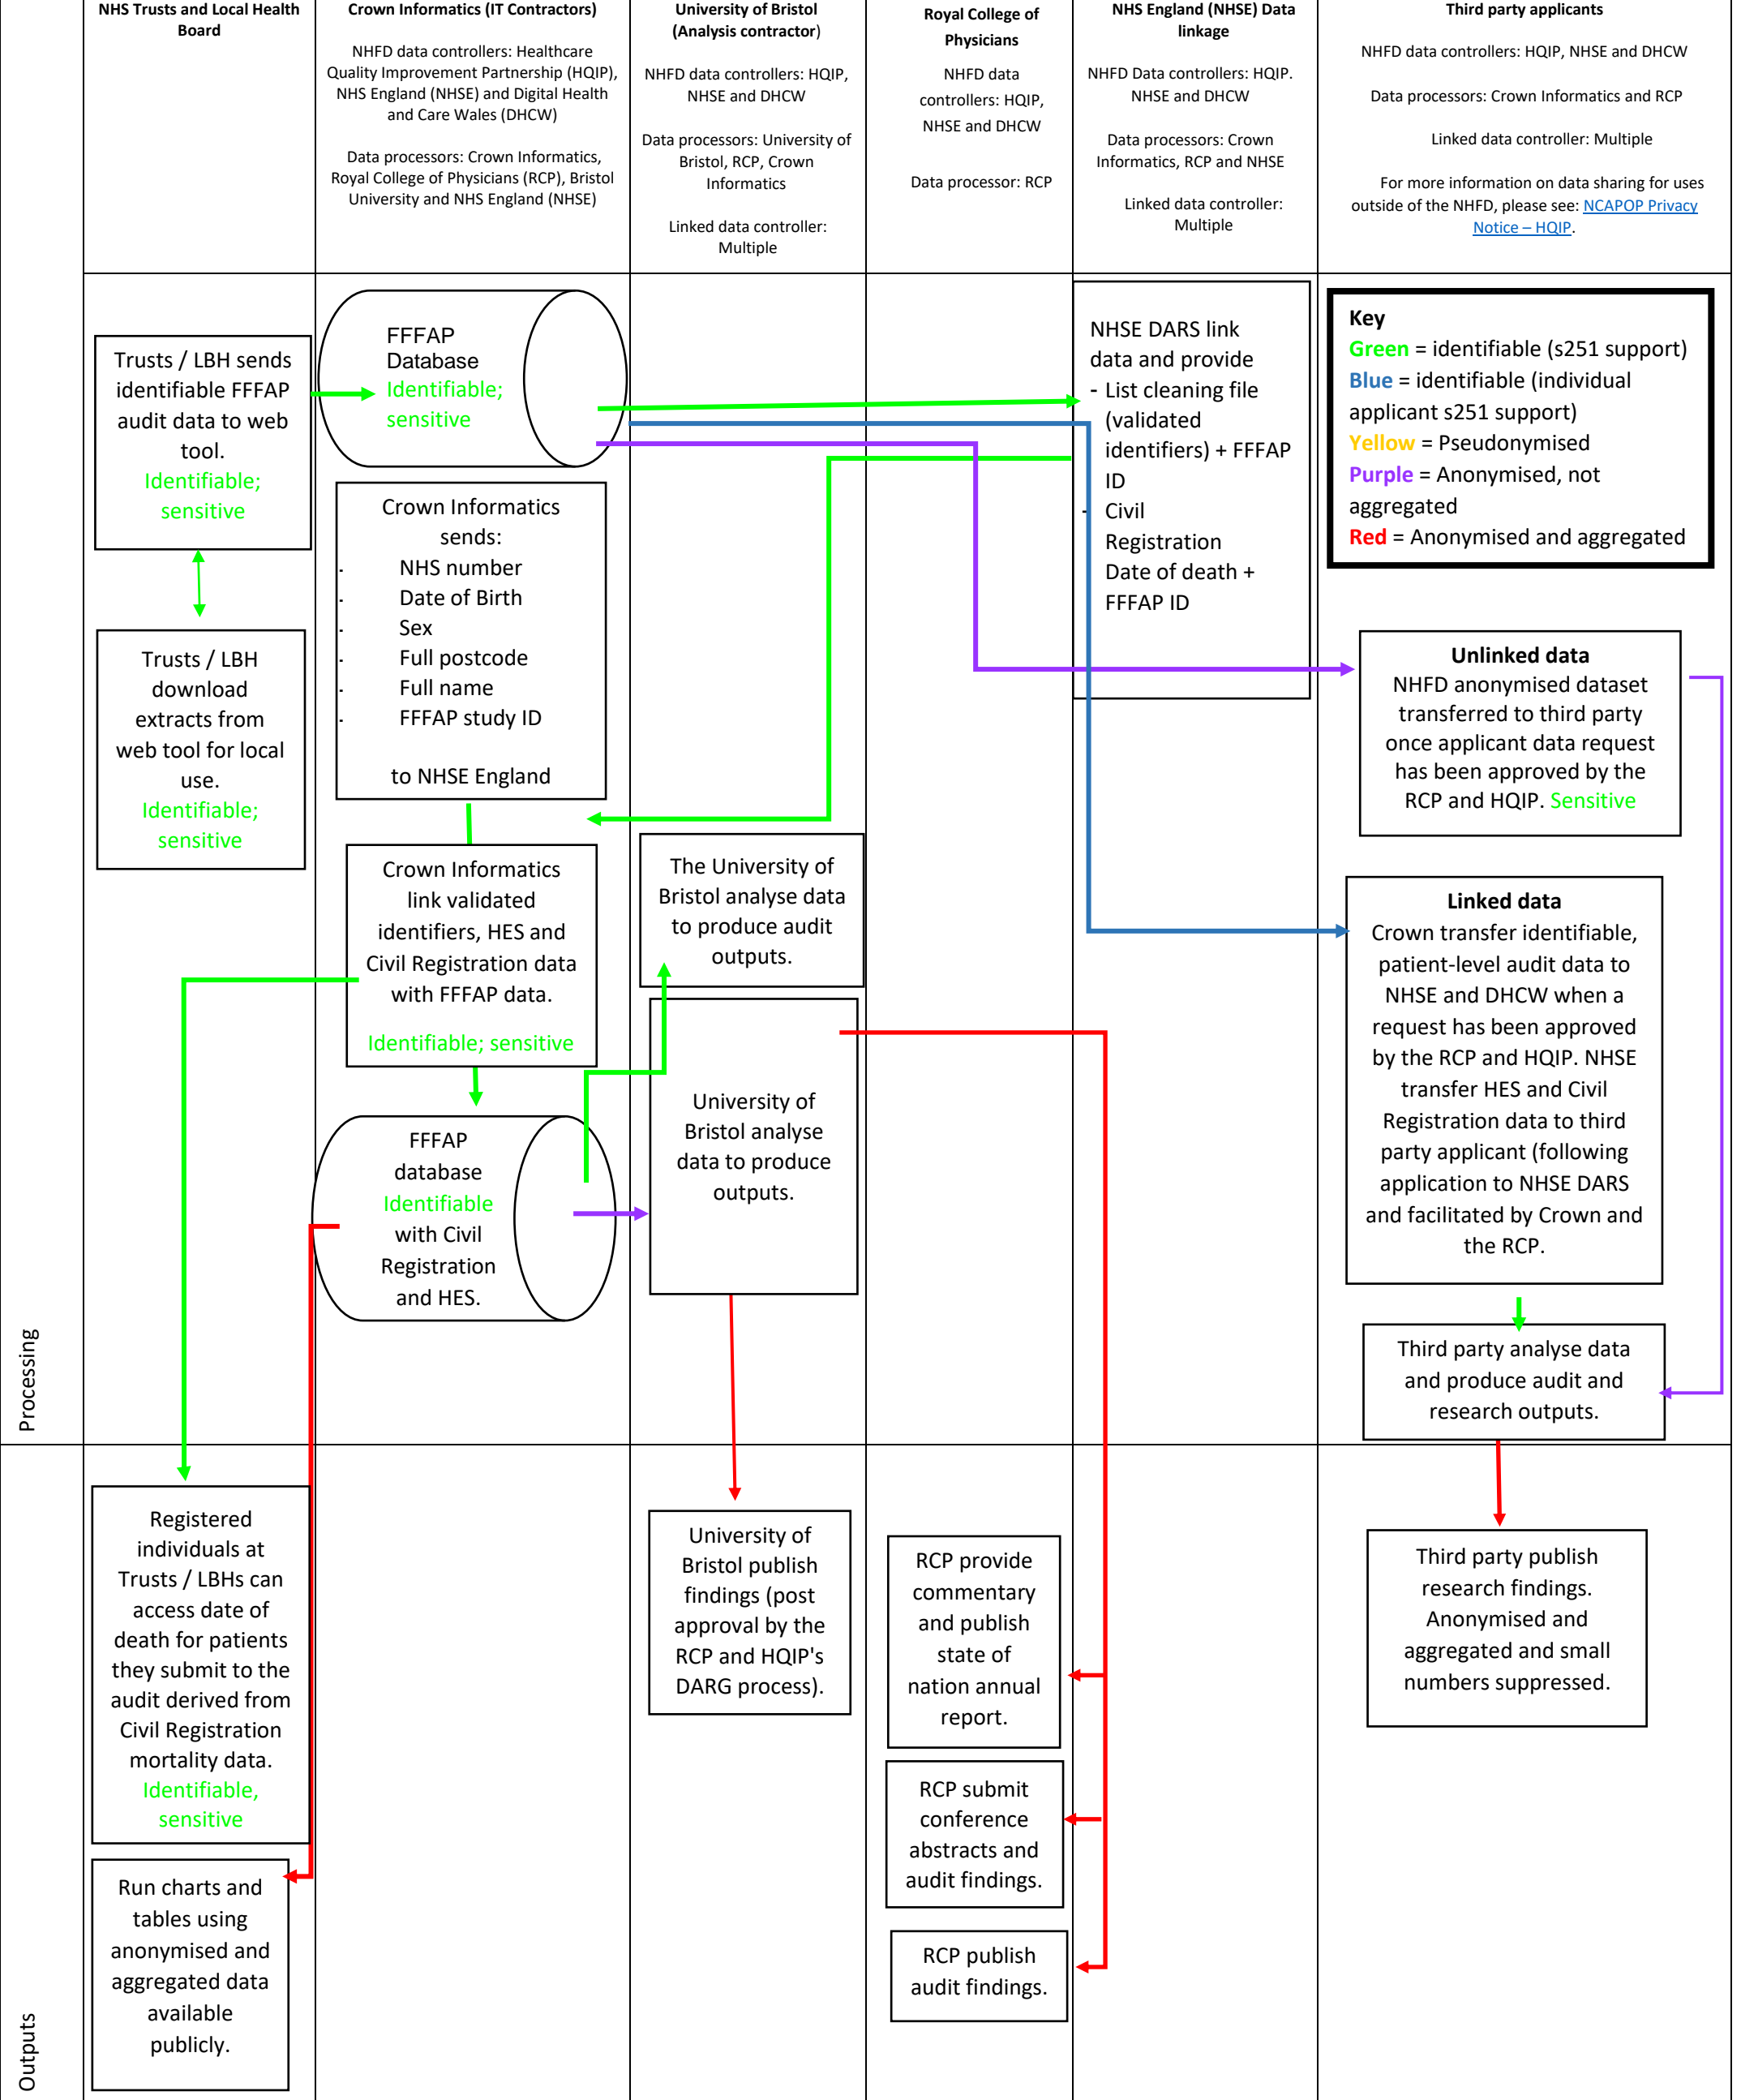 NHS Trusts and Local Health
Board
Crown Informatics (IT Contractors)
NHFD data controllers: Healthcare
Quality Improvement Partnership (HQIP),
NHS England (NHSE) and Digital Health
and Care Wales (DHCW)
Data processors: Crown Informatics,
Royal College of Physicians (RCP), Bristol
University and NHS England (NHSE)
University of Bristol
(Analysis contractor)
NHFD data controllers: HQIP,
NHSE and DHCW
Data processors: University of
Bristol, RCP, Crown
Informatics
Linked data controller:
Multiple
Royal College of
Physicians
NHFD data
controllers: HQIP,
NHSE and DHCW
Data processor: RCP
NHS England (NHSE) Data
linkage
NHFD Data controllers: HQIP.
NHSE and DHCW
Data processors: Crown
Informatics, RCP and NHSE
Linked data controller:
Multiple
Third party applicants
NHFD data controllers: HQIP, NHSE and DHCW
Data processors: Crown Informatics and RCP
Linked data controller: Multiple
For more information on data sharing for uses
outside of the NHFD, please see: NCAPOP Privacy
Notice – HQIP.
Processing
Trusts / LBH sends
identifiable FFFAP
audit data to web
tool.
Identifiable;
sensitive
Trusts / LBH
download
extracts from
web tool for local
use.
Identifiable;
sensitive
FFFAP
Database
Identifiable;
sensitive
Crown Informatics
sends:
- NHS number
- Date of Birth
- Sex
- Full postcode
- Full name
- FFFAP study ID
to NHSE England
Crown Informatics
link validated
identifiers, HES and
Civil Registration data
with FFFAP data.
Identifiable; sensitive
FFFAP
database
Identifiable
with Civil
Registration
and HES.
The University of
Bristol analyse data
to produce audit
outputs.
University of
Bristol analyse
data to produce
outputs.
NHSE DARS link
data and provide
- List cleaning file
(validated
identifiers) + FFFAP
ID
- Civil
Registration
Date of death +
FFFAP ID
Key
Green = identifiable (s251 support)
Blue = identifiable (individual
applicant s251 support)
Yellow = Pseudonymised
Purple = Anonymised, not
aggregated
Red = Anonymised and aggregated
Unlinked data
NHFD anonymised dataset
transferred to third party
once applicant data request
has been approved by the
RCP and HQIP. Sensitive
Linked data
Crown transfer identifiable,
patient-level audit data to
NHSE and DHCW when a
request has been approved
by the RCP and HQIP. NHSE
transfer HES and Civil
Registration data to third
party applicant (following
application to NHSE DARS
and facilitated by Crown and
the RCP.
Third party analyse data
and produce audit and
research outputs.
Outputs
Registered
individuals at
Trusts / LBHs can
access date of
death for patients
they submit to the
audit derived from
Civil Registration
mortality data.
Identifiable,
sensitive
Run charts and
tables using
anonymised and
aggregated data
available
publicly.
University of
Bristol publish
findings (post
approval by the
RCP and HQIP's
DARG process).
RCP provide
commentary
and publish
state of
nation annual
report.
RCP submit
conference
abstracts and
audit findings.
RCP publish
audit findings.
Third party publish
research findings.
Anonymised and
aggregated and small
numbers suppressed.